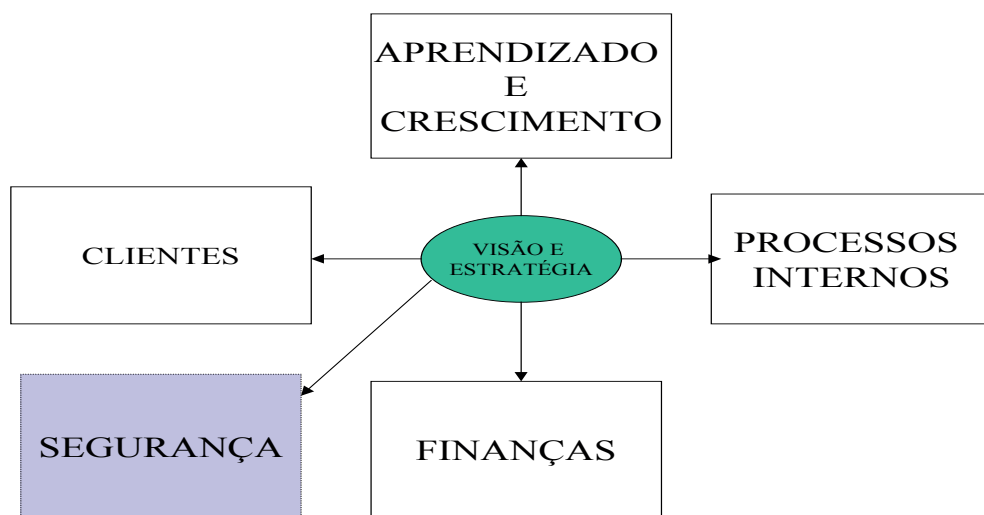 APRENDIZADO
E
CRESCIMENTO
CLIENTES
VISÃO E
ESTRATÉGIA
PROCESSOS
INTERNOS
SEGURANÇA
FINANÇAS